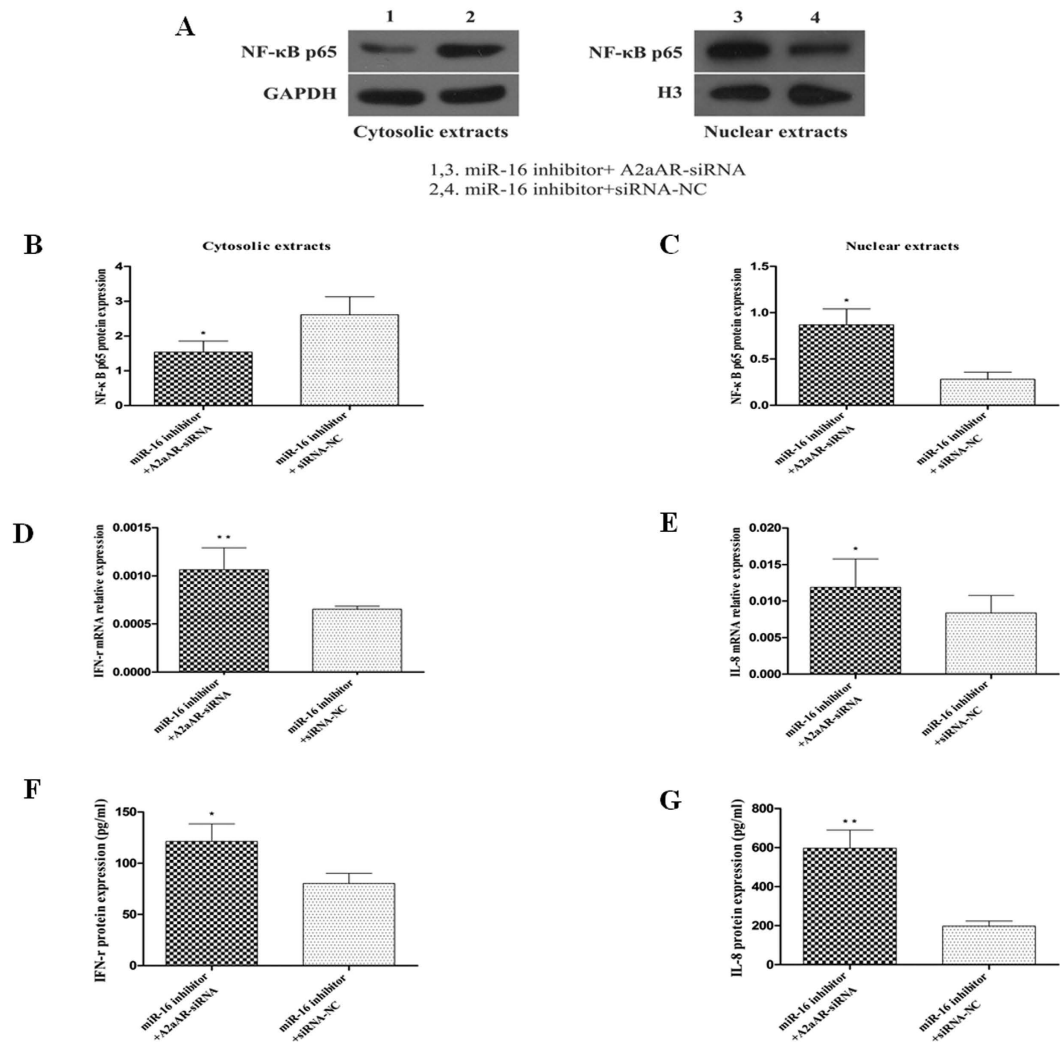 A
1 2
NF-κB p65
GAPDH
Cytosolic extracts
3 4
NF-κB p65
H3
Nuclear extracts
1,3. miR-16 inhibitor+ A2aAR-siRNA
2,4. miR-16 inhibitor+siRNA-NC
B
Cytosolic extracts
NF-κ B p65 protein expression
4
3
2
1
0
*
miR-16 inhibitor
+A2aAR-siRNA
miR-16 inhibitor
+ siRNA-NC
C
Nuclear extracts
NF-κ B p65 protein expression
1.5
1.0
0.5
0.0
*
miR-16 inhibitor
+A2aAR-siRNA
miR-16 inhibitor
+ siRNA-NC
D
IFN-r mRNA relative expression
0.0015
0.0010
0.0005
0.0000
* *
miR-16 inhibitor
+A2aAR-siRNA
miR-16 inhibitor
+siRNA-NC
E
IL-8 mRNA relative expression
0.020
0.015
0.010
0.005
0.000
*
miR-16 inhibitor
+A2aAR-siRNA
miR-16 inhibitor
+siRNA-NC
F
IFN-r protein expression (pg/ml)
150
100
50
0
*
miR-16 inhibitor
+A2aAR-siRNA
miR-16 inhibitor
+siRNA-NC
G
IL-8 protein expression (pg/ml)
800
600
400
200
0
* *
miR-16 inhibitor
+A2aAR-siRNA
miR-16 inhibitor
+siRNA-NC